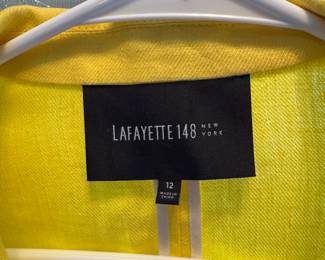 LAFAYETTE 148 NEW YORK
12
MADE IN
CHINA